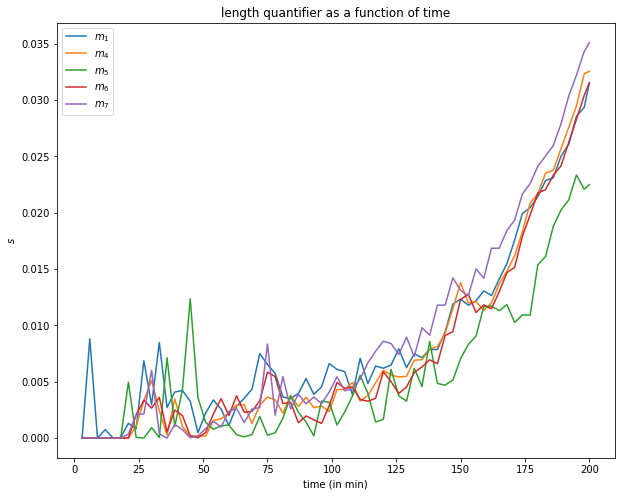 length quantifier as a function of time
m₁
m₄
m₅
m₆
m₇
s
0.035
0.030
0.025
0.020
0.015
0.010
0.005
0.000
0 25 50 75 100 125 150 175 200
time (in min)